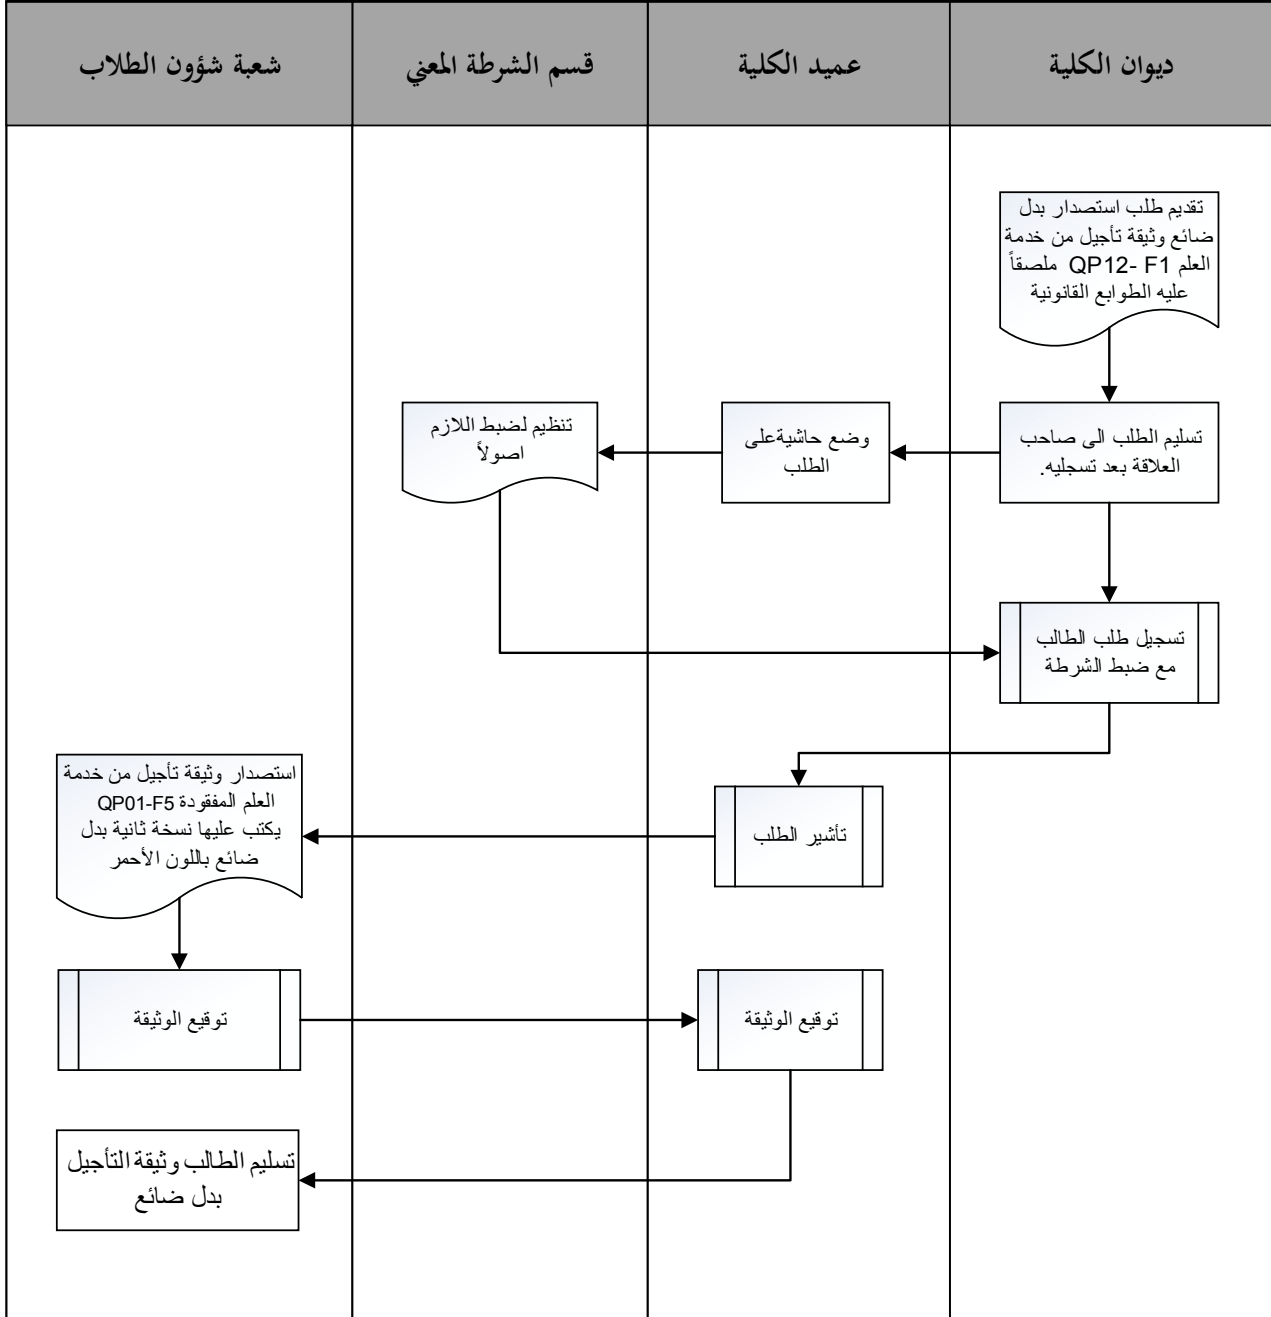 ديوان الكلية
عميد الكلية
قسم الشرطة المعني
شعبة شؤون الطلاب
تقديم طلب استصدار بدل
ضائع وثيقة تأجيل من خدمة
العلم QP12- F1 ملصقاً
عليه الطوابع القانونية
تسليم الطلب الى صاحب
العلاقة بعد تسجليه.
وضع حاشيةعلى
الطلب
تنظيم لضبط اللازم
اصولاً
تسجيل طلب الطالب
مع ضبط الشرطة
تأشير الطلب
استصدار وثيقة تأجيل من خدمة
العلم المفقودة QP01-F5
يكتب عليها نسخة ثانية بدل
ضائع باللون الأحمر
توقيع الوثيقة
توقيع الوثيقة
تسليم الطالب وثيقة التأجيل
بدل ضائع